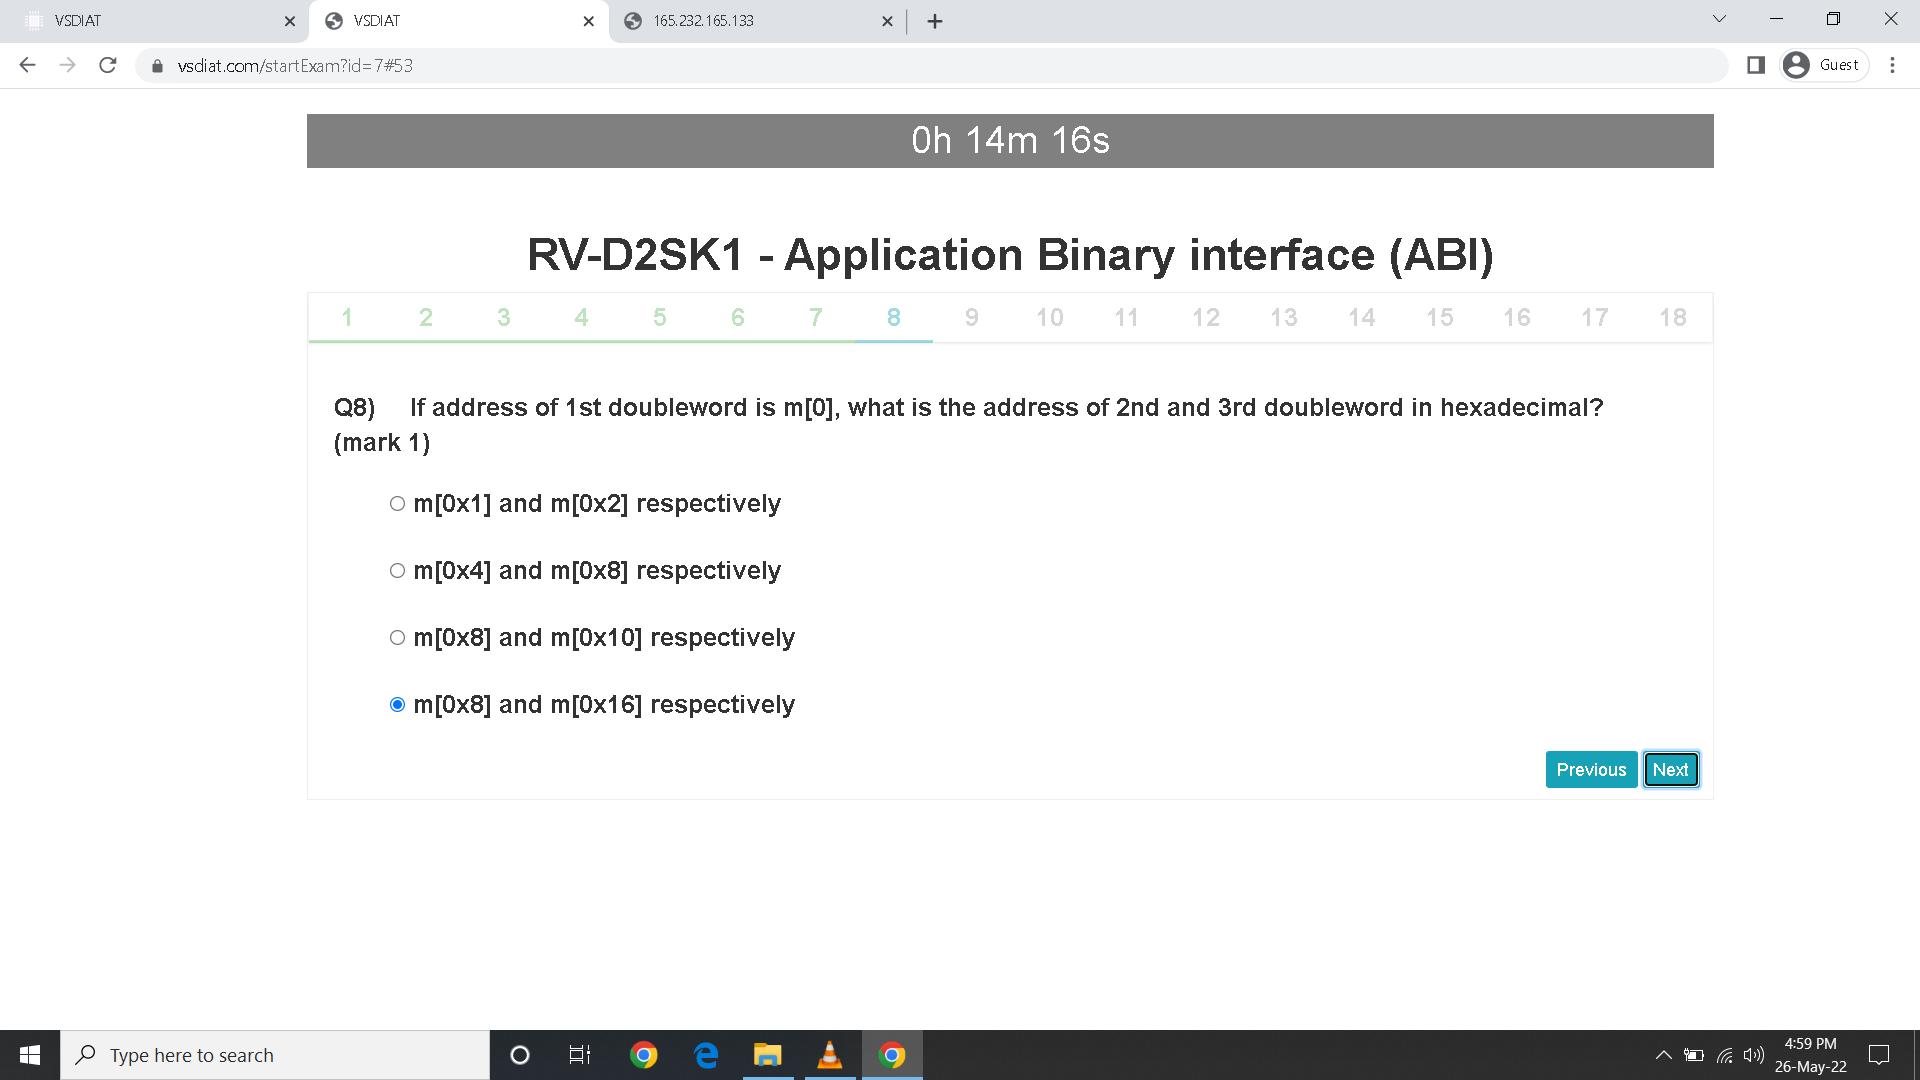 VSDIAT
VSDIAT
165.232.165.133
vsdiat.com/startExam?id=7#53
Guest
0h 14m 16s
RV-D2SK1 - Application Binary interface (ABI)
1 2 3 4 5 6 7 8 9 10 11 12 13 14 15 16 17 18
Q8) If address of 1st doubleword is m[0], what is the address of 2nd and 3rd doubleword in hexadecimal?
(mark 1)
m[0x1] and m[0x2] respectively
m[0x4] and m[0x8] respectively
m[0x8] and m[0x10] respectively
m[0x8] and m[0x16] respectively
Previous Next
Type here to search
4:59 PM
26-May-22